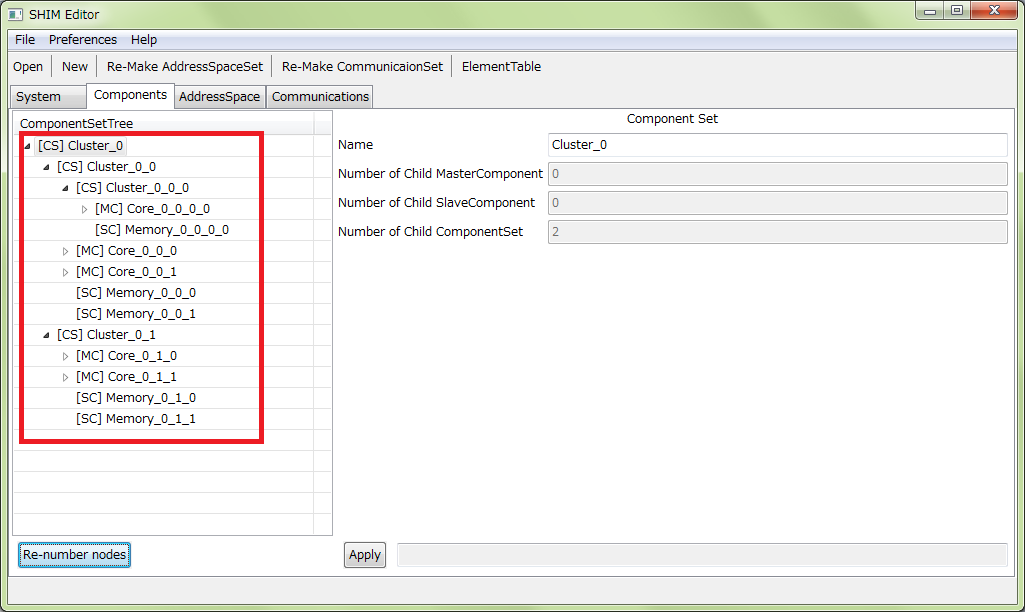 SHIM Editor
File Preferences Help
Open New Re-Make AddressSpaceSet Re-Make CommunicaionSet ElementTable
System Components AddressSpace Communications
ComponentSetTree
[CS] Cluster_0
[CS] Cluster_0_0
[CS] Cluster_0_0_0
[MC] Core_0_0_0_0
[SC] Memory_0_0_0_0
[MC] Core_0_0_0
[MC] Core_0_0_1
[SC] Memory_0_0_0
[SC] Memory_0_0_1
[CS] Cluster_0_1
[MC] Core_0_1_0
[MC] Core_0_1_1
[SC] Memory_0_1_0
[SC] Memory_0_1_1
Re-number nodes
Component Set
Name Cluster_0
Number of Child MasterComponent 0
Number of Child SlaveComponent 0
Number of Child ComponentSet 2
Apply